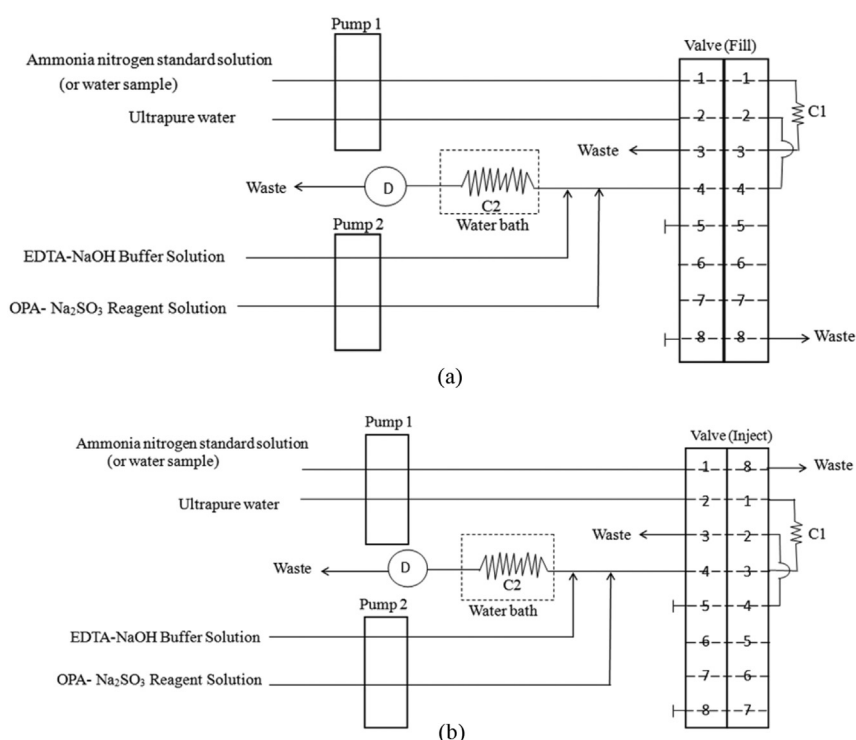 Pump 1
Valve (Fill)
Ammonia nitrogen standard solution
(or water sample)
1 1
Ultrapure water
2 2
C1
Waste
3 3
Waste
D
4 4
C2
Water bath
5 5
Pump 2
EDTA-NaOH Buffer Solution
6 6
OPA- Na₂SO₃ Reagent Solution
7 7
8 8
Waste
(a)
Pump 1
Valve (Inject)
Ammonia nitrogen standard solution
(or water sample)
1 8
Waste
Ultrapure water
2 1
C1
Waste
3 2
Waste
D
4 3
C2
Water bath
5 4
Pump 2
EDTA-NaOH Buffer Solution
6 5
OPA- Na₂SO₃ Reagent Solution
7 6
8 7
(b)